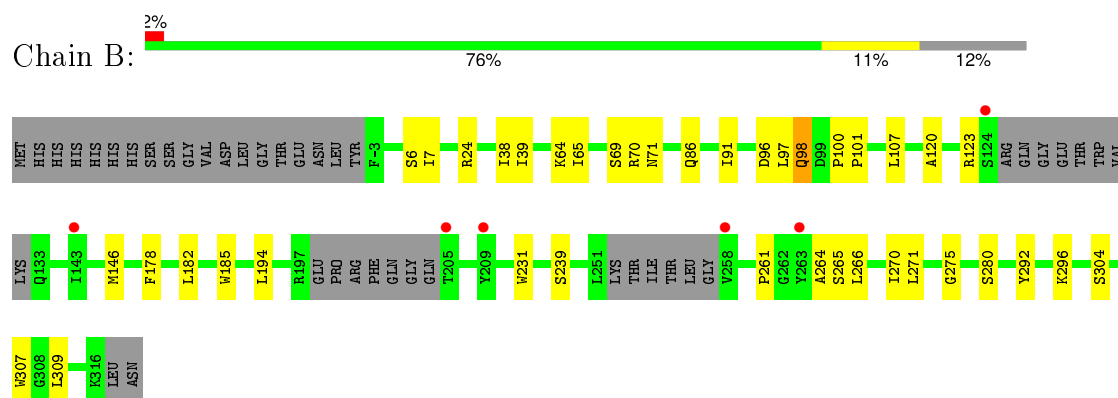 2%
Chain B: 76% 11% 12%
MET HIS HIS HIS HIS HIS HIS SER SER GLY VAL ASP LEU GLY THR GLU ASN LEU TYR F-3 S6 I7 R24 I38 I39 K64 I65 S69 R70 N71 Q86 I91 D96 L97 Q98 D99 P100 P101 L107 A120 R123 S124 ARG GLN GLY GLU THR TRP VAL
LYS Q133 I143 M146 F178 L182 W185 L194 R197 GLU PRO ARG PHE GLN GLY GLN T205 Y209 W231 S239 L251 LYS THR ILE THR LEU GLY V258 P261 G262 Y263 A264 S265 L266 I270 L271 G275 S280 Y292 K296 S304
W307 G308 L309 K316 LEU ASN